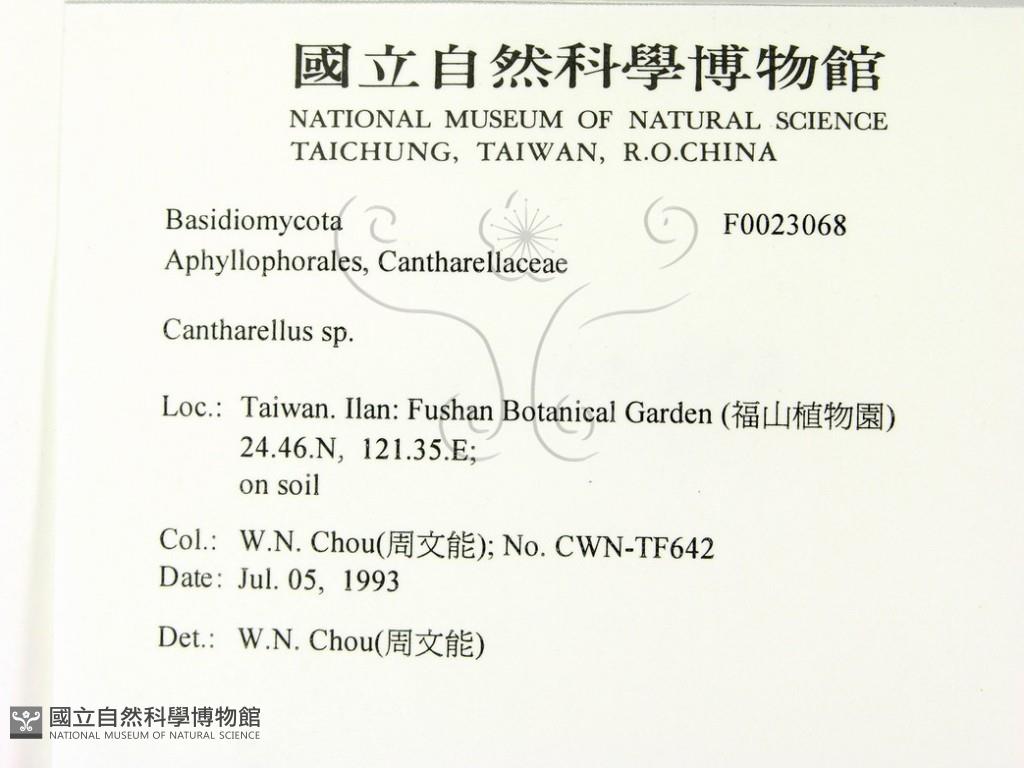 國立自然科學博物館
NATIONAL MUSEUM OF NATURAL SCIENCE
TAICHUNG, TAIWAN, R.O.CHINA
Basidiomycota F0023068
Aphyllophorales, Cantharellaceae
Cantharellus sp.
Loc.: Taiwan. Ilan: Fushan Botanical Garden (福山植物園)
24.46.N, 121.35.E;
on soil
Col.: W.N. Chou(周文能); No. CWN-TF642
Date: Jul. 05, 1993
Det.: W.N. Chou(周文能)
國立自然科學博物館
NATIONAL MUSEUM OF NATURAL SCIENCE